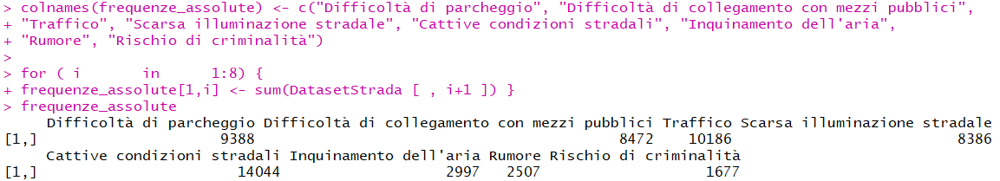 > colnames(frequenze_assolute) <- c("Difficoltà di parcheggio", "Difficoltà di collegamento con mezzi pubblici",
+ "Traffico", "Scarsa illuminazione stradale", "Cattive condizioni stradali", "Inquinamento dell'aria",
+ "Rumore", "Rischio di criminalità")
>
> for ( i       in      1:8) {
+ frequenze_assolute[1,i] <- sum(DatasetStrada [ , i+1 ]) }
> frequenze_assolute
     Difficoltà di parcheggio Difficoltà di collegamento con mezzi pubblici Traffico Scarsa illuminazione stradale
[1,]                     9388                                          8472    10186                          8386
     Cattive condizioni stradali Inquinamento dell'aria Rumore Rischio di criminalità
[1,]                       14044                   2997   2507                   1677